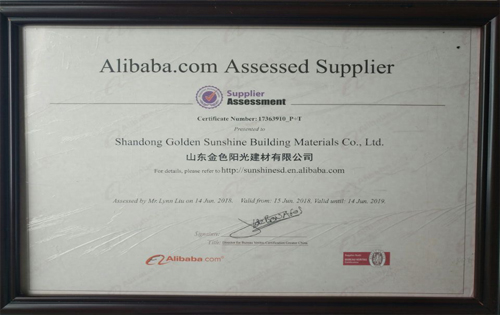 Alibaba.com Assessed Supplier
Supplier
Assessment
Certificate Number: 17363910_P+T
Presented to
Shandong Golden Sunshine Building Materials Co., Ltd.
山东金色阳光建材有限公司
For details, please refer to http://sunshinesd.en.alibaba.com
Assessed by Ms Lynn Liu on 14 Jun. 2018. Valid from: 15 Jun. 2018, Valid until: 14 Jun. 2019
Signature:
Title:
Alibaba.com